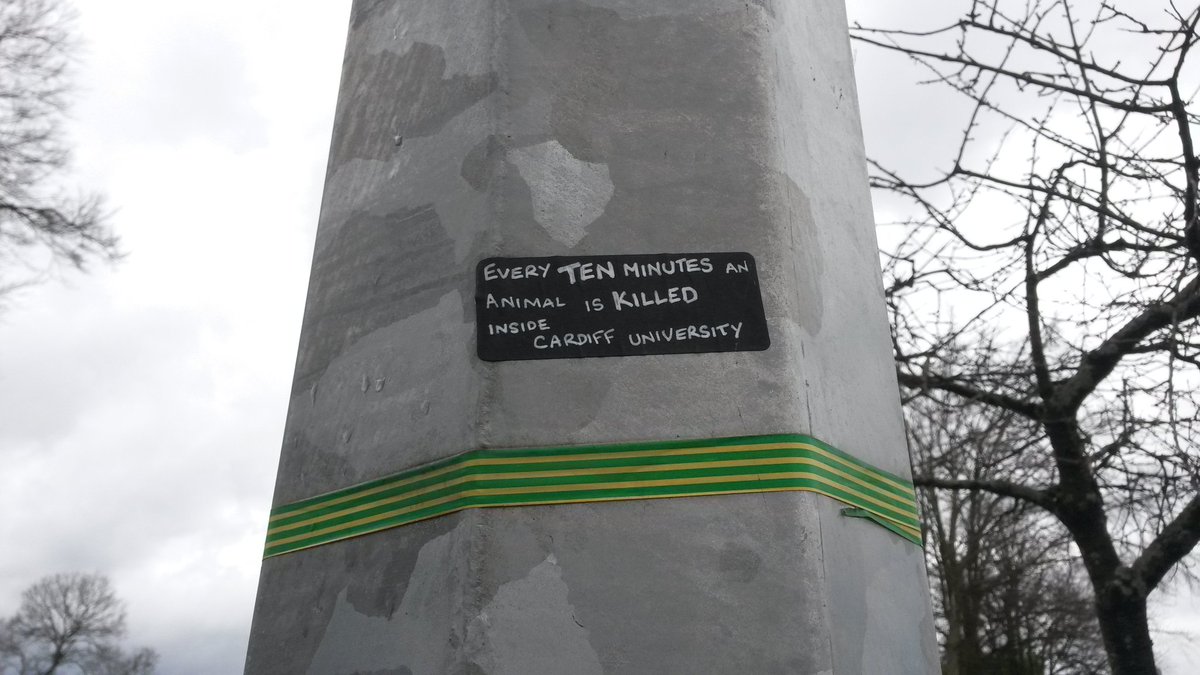 EVERY TEN MINUTES AN
ANIMAL IS KILLED
INSIDE
CARDIFF UNIVERSITY